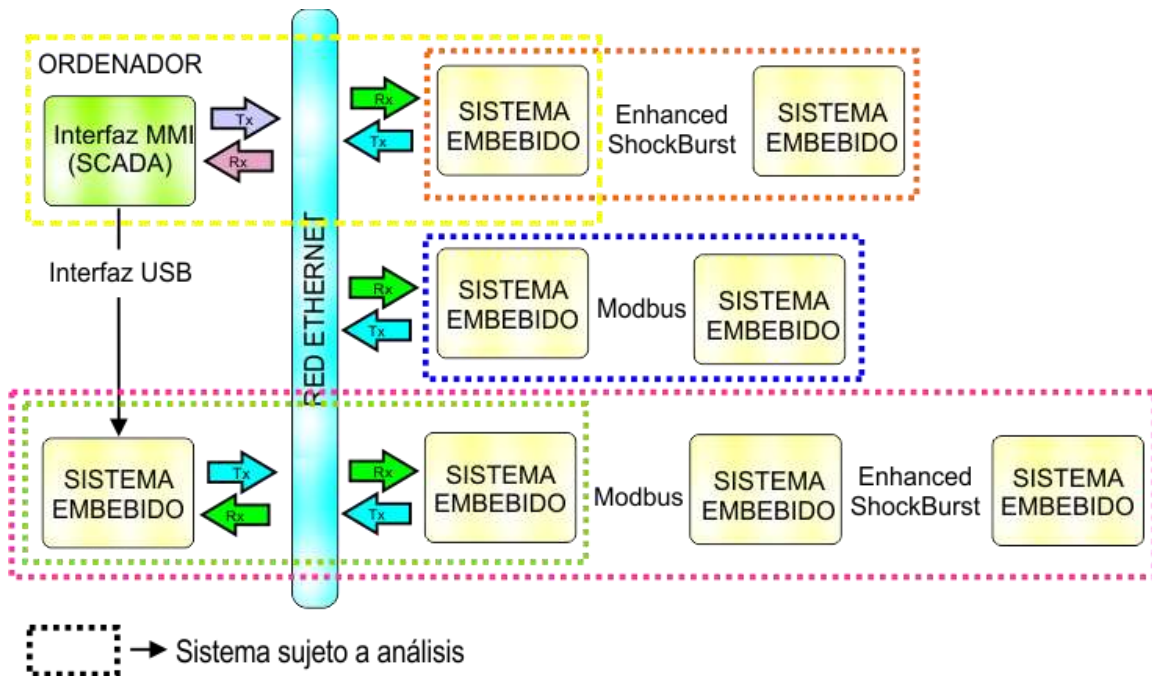 ORDENADOR
Interfaz MMI
(SCADA)
Tx
Rx
RED ETHERNET
Rx
Tx
SISTEMA
EMBEBIDO
Enhanced
ShockBurst
SISTEMA
EMBEBIDO
Interfaz USB
Rx
Tx
SISTEMA
EMBEBIDO
Modbus
SISTEMA
EMBEBIDO
SISTEMA
EMBEBIDO
Tx
Rx
Rx
Tx
SISTEMA
EMBEBIDO
Modbus
SISTEMA
EMBEBIDO
Enhanced
ShockBurst
SISTEMA
EMBEBIDO
Sistema sujeto a análisis